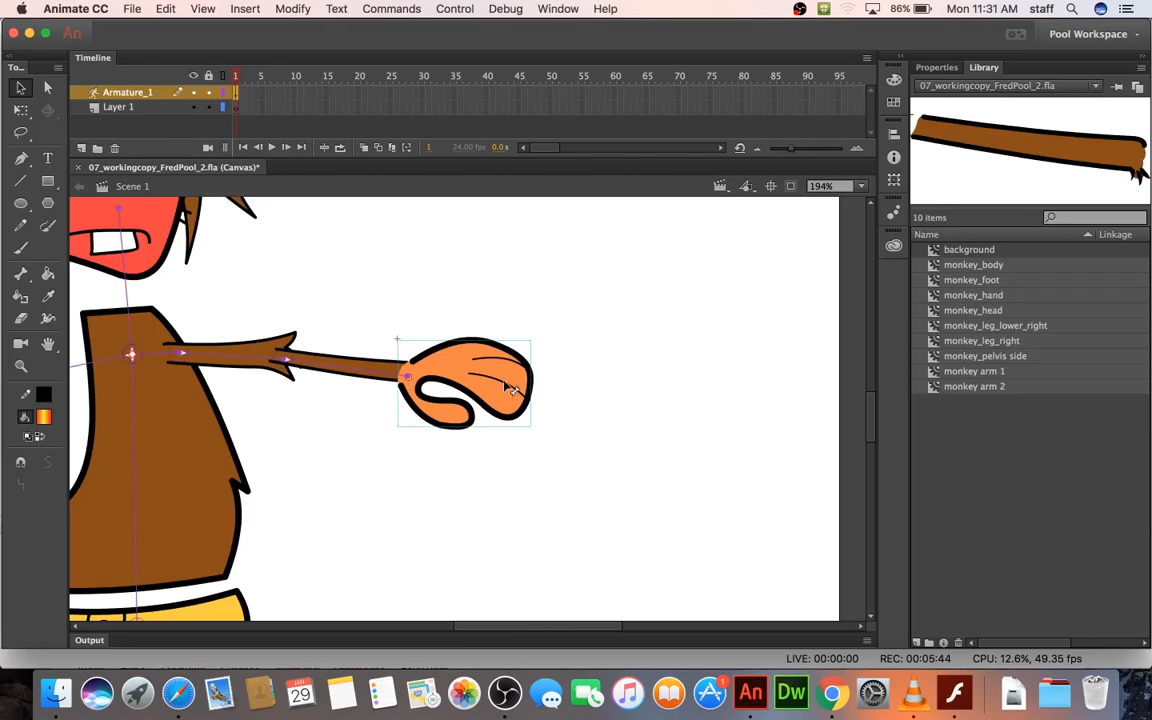 Animate CC File Edit View Insert Modify Text Commands Control Debug Window Help 86% Mon 11:31 AM staff
An Pool Workspace
To... Timeline Properties Library
1 5 10 15 20 25 30 35 40 45 50 55 60 65 70 75 80 85 90 95
07_workingcopy_FredPool_2.fla
Armature_1
Layer 1
1 24.00 fps 0.0 s
07_workingcopy_FredPool_2.fla (Canvas)*
Scene 1 194%
10 items
Name Linkage
background
monkey_body
monkey_foot
monkey_hand
monkey_head
monkey_leg_lower_right
monkey_leg_right
monkey_pelvis side
monkey arm 1
monkey arm 2
Output
LIVE: 00:00:00 REC: 00:05:44 CPU: 12.6%, 49.35 fps
JAN
29
1
An Dw